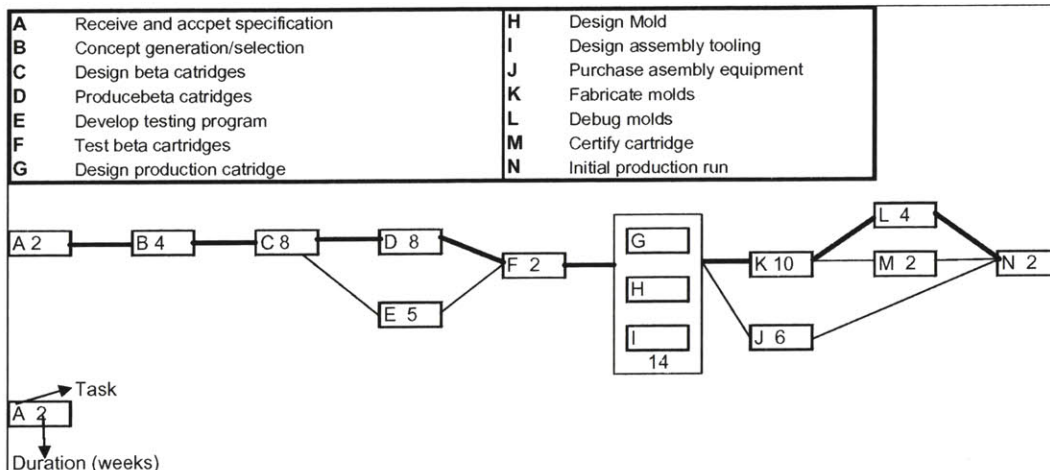 A Receive and accpet specification
B Concept generation/selection
C Design beta catridges
D Producebeta catridges
E Develop testing program
F Test beta cartridges
G Design production catridge
H Design Mold
I Design assembly tooling
J Purchase asembly equipment
K Fabricate molds
L Debug molds
M Certify cartridge
N Initial production run
A 2
B 4
C 8
D 8
E 5
F 2
G
H
I
14
K 10
J 6
L 4
M 2
N 2
Task
A 2
Duration (weeks)